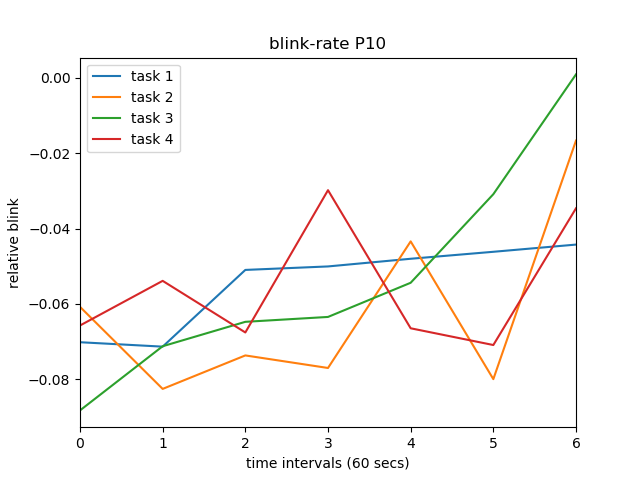 blink-rate P10
task 1
task 2
task 3
task 4
0.00
−0.02
−0.04
−0.06
−0.08
relative blink
0 1 2 3 4 5 6
time intervals (60 secs)